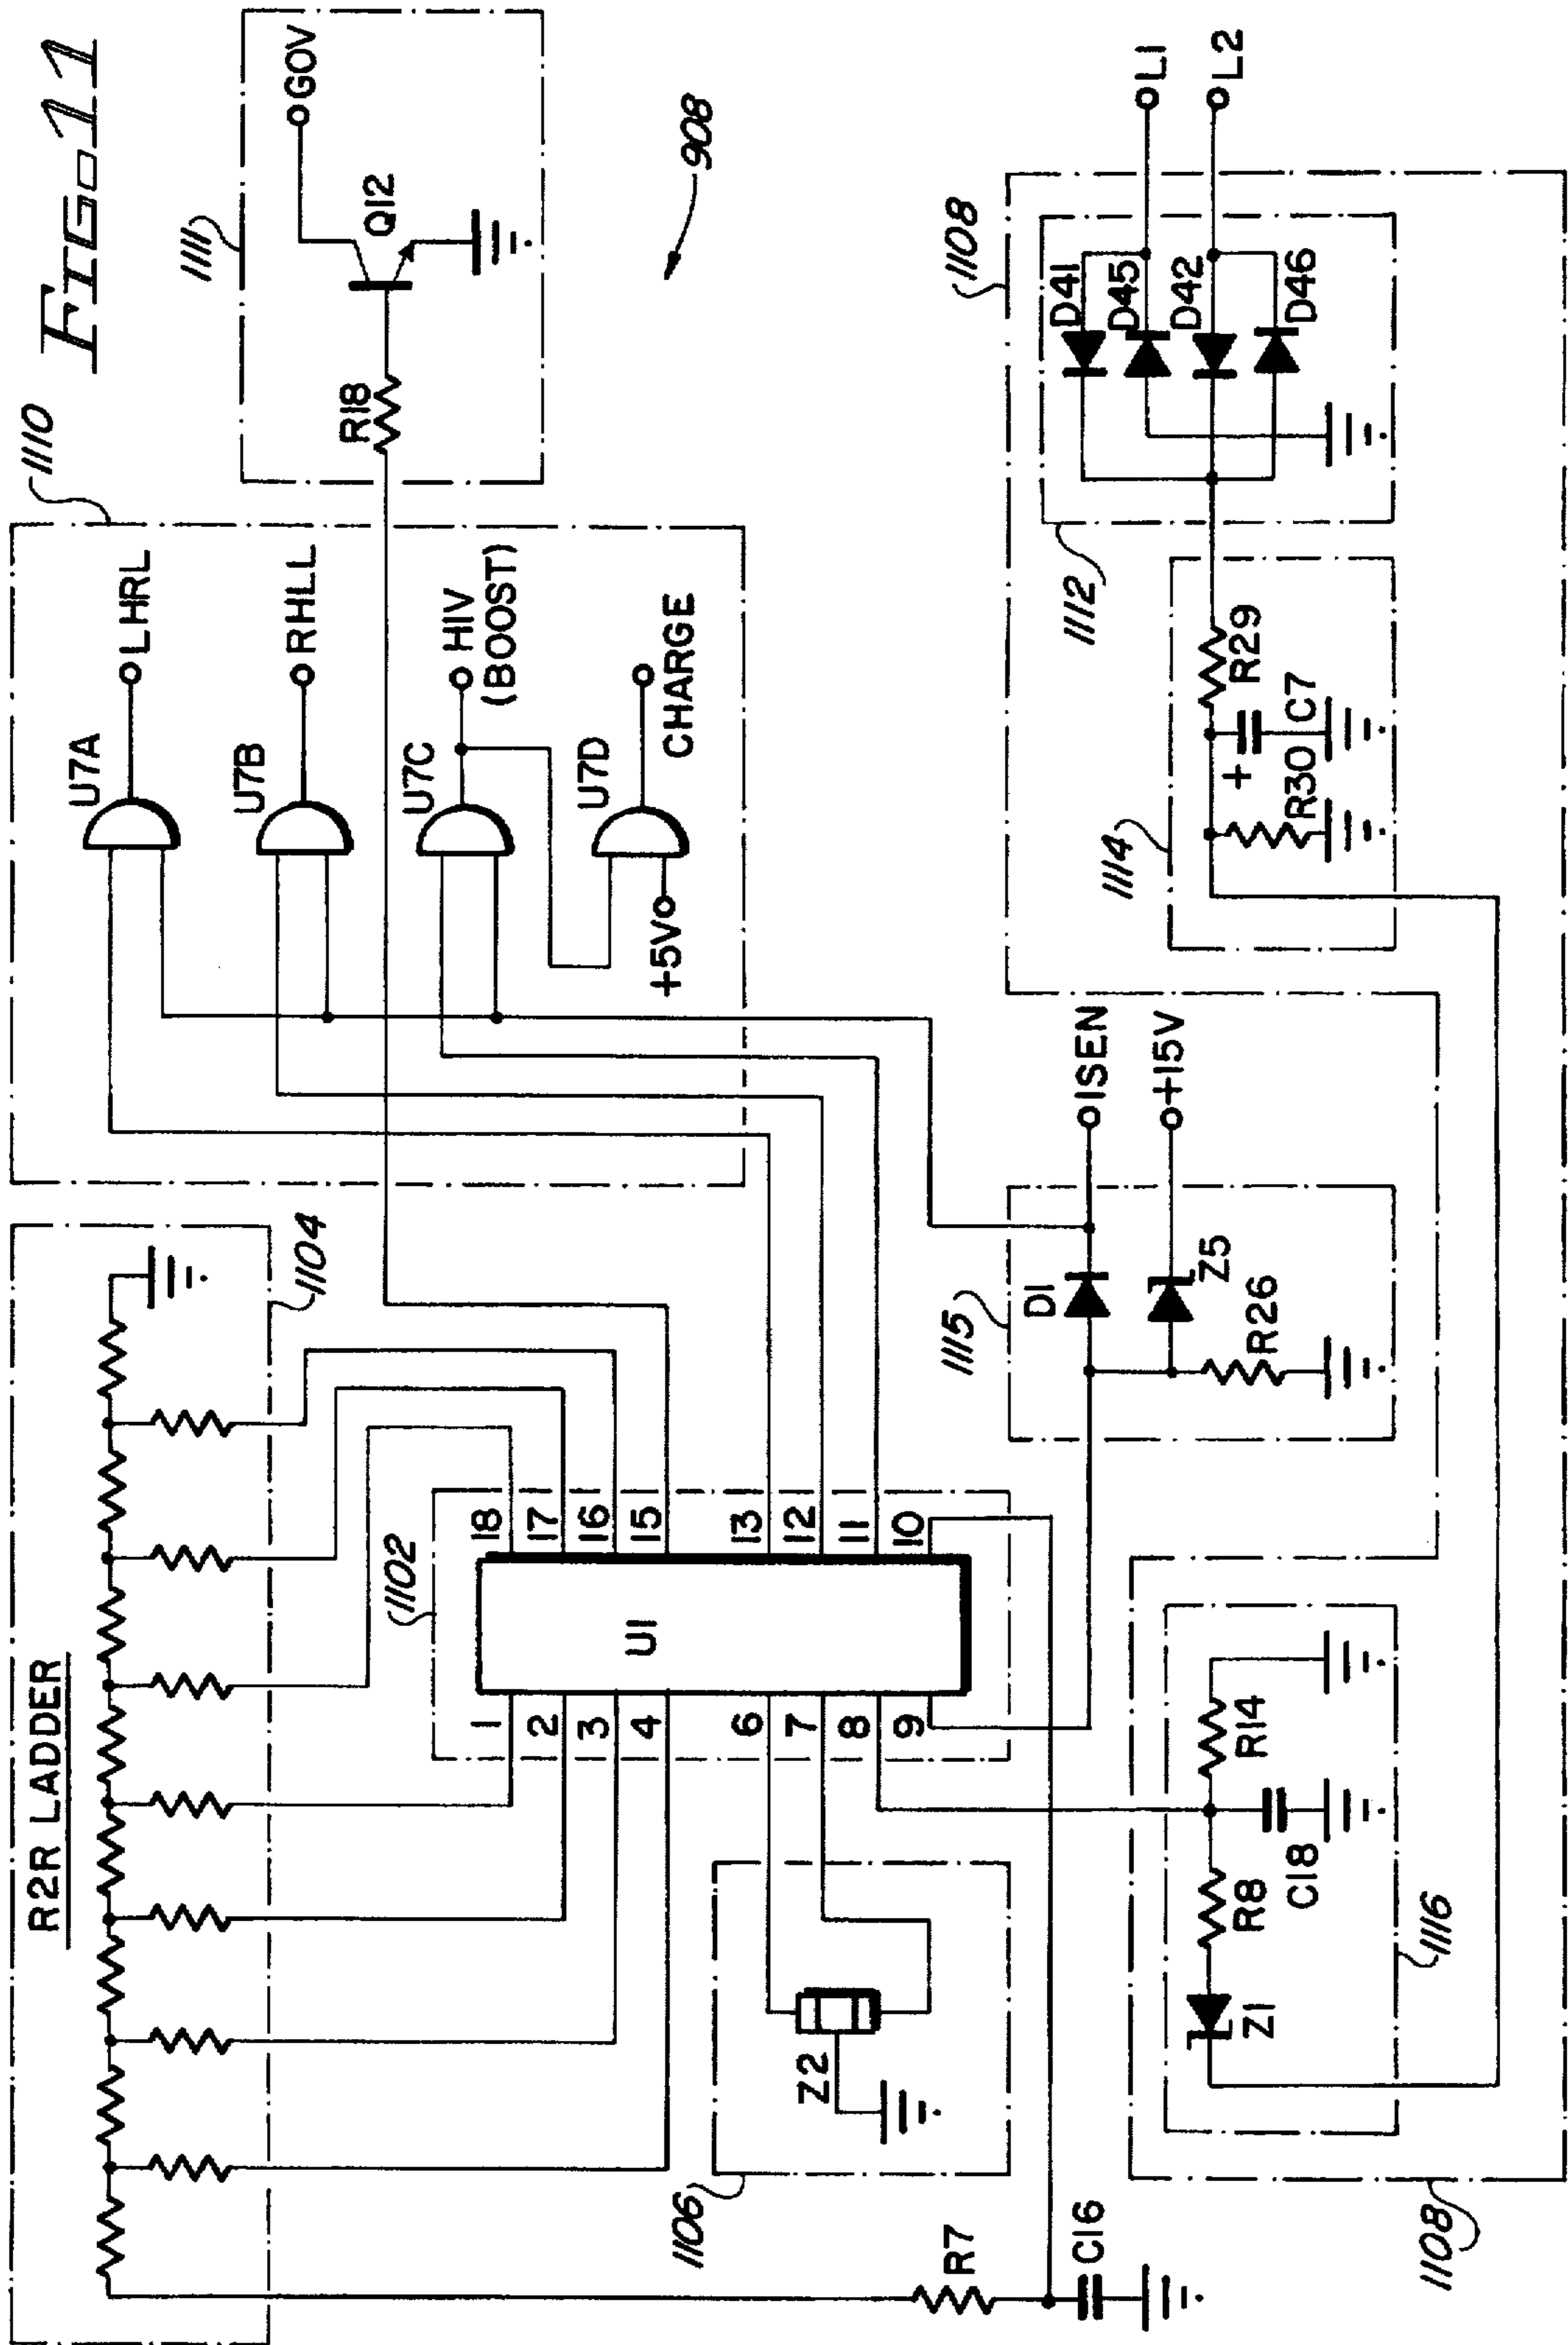 FIG. 11
R2R LADDER
1104
1110
U7A
LHRL
U7B
RHLL
U7C
HIV
(BOOST)
U7D
+5V
CHARGE
1111
R18
Q12
GOV
908
1102
U1
1
2
3
4
6
7
8
9
18
17
16
15
13
12
11
10
1106
Z2
R7
C16
1115
D1
Z5
R26
ISEN
+15V
1108
1112
D41
D45
D42
D46
L1
L2
1114
R29
+
C7
R30
1116
Z1
R8
C18
R14
1108